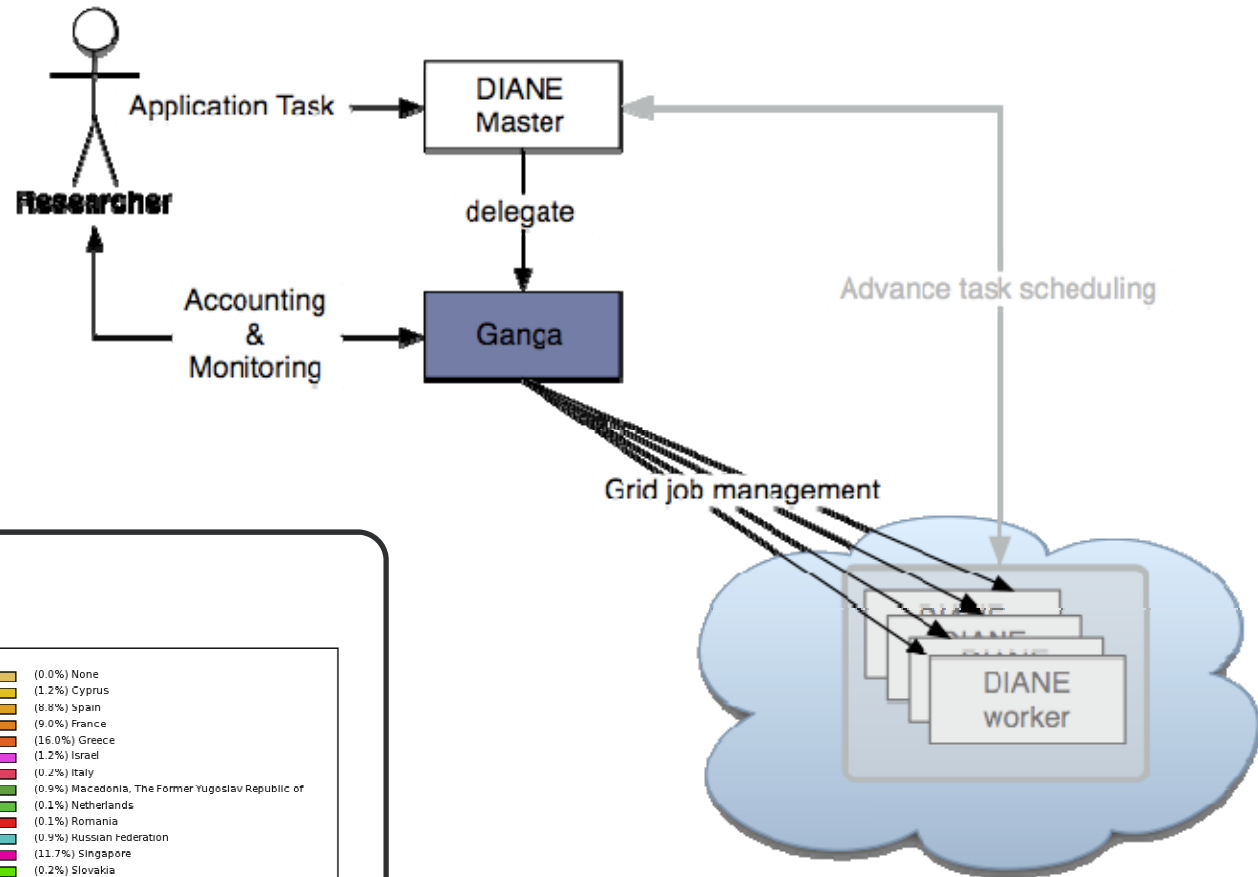 Application Task
DIANE
Master
Researcher
delegate
Accounting
&
Monitoring
Ganga
Advance task scheduling
Grid job management
DIANE
DIANE
DIANE
DIANE
worker
(0.0%) None
(1.2%) Cyprus
(8.8%) Spain
(9.0%) France
(16.0%) Greece
(1.2%) Israel
(0.2%) Italy
(0.9%) Macedonia, The Former Yugoslav Republic of
(0.1%) Netherlands
(0.1%) Romania
(0.9%) Russian Federation
(11.7%) Singapore
(0.2%) Slovakia